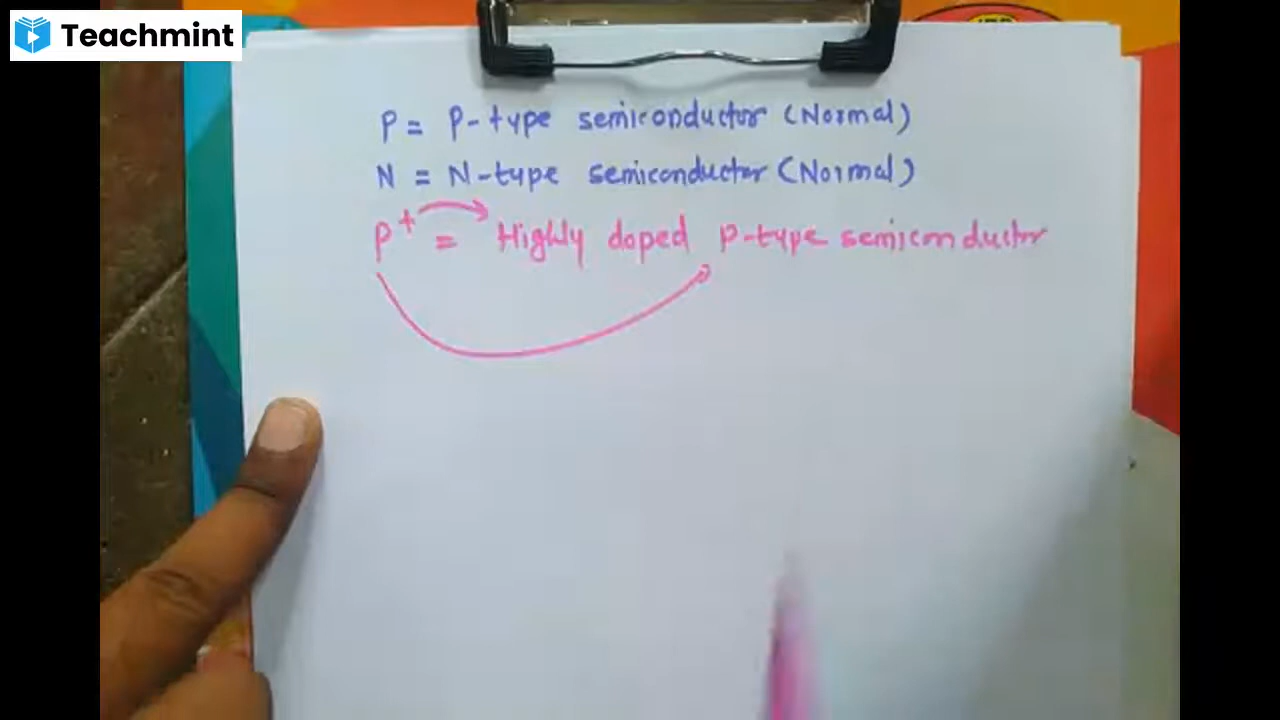 Teachmint
P = P-type semiconductor (Normal)
N = N-type semiconductor (Normal)
P+ = Highly doped P-type semiconductor